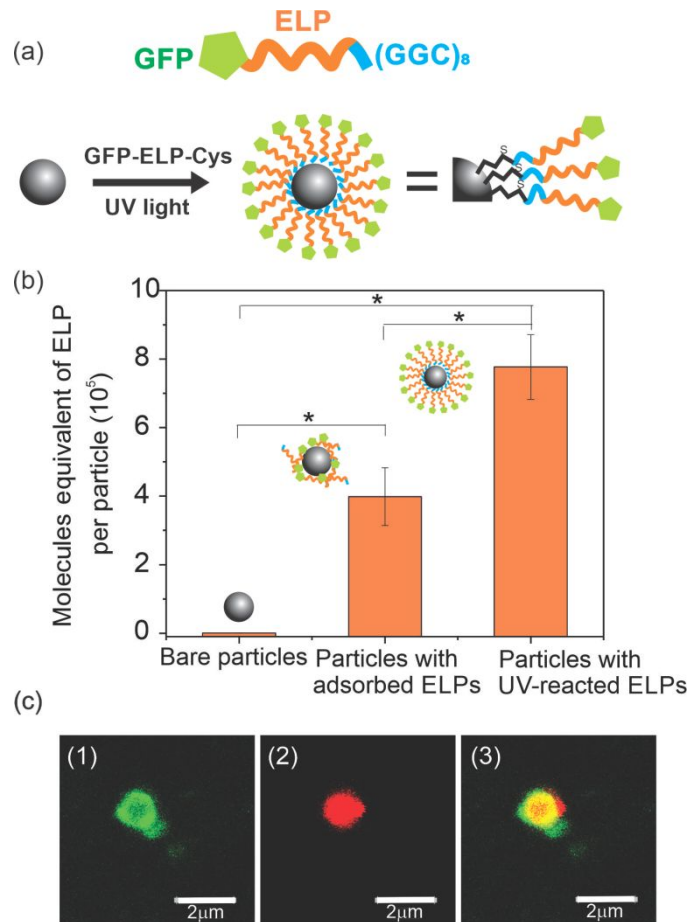 (a)
ELP
GFP
(GGC)₈
GFP-ELP-Cys
UV light
=
S
S
S
(b)
Molecules equivalent of ELP
per particle (10⁵)
10
8
6
4
2
0
*
*
*
Bare particles
Particles with
adsorbed ELPs
Particles with
UV-reacted ELPs
(c)
(1)
(2)
(3)
2μm
2μm
2μm